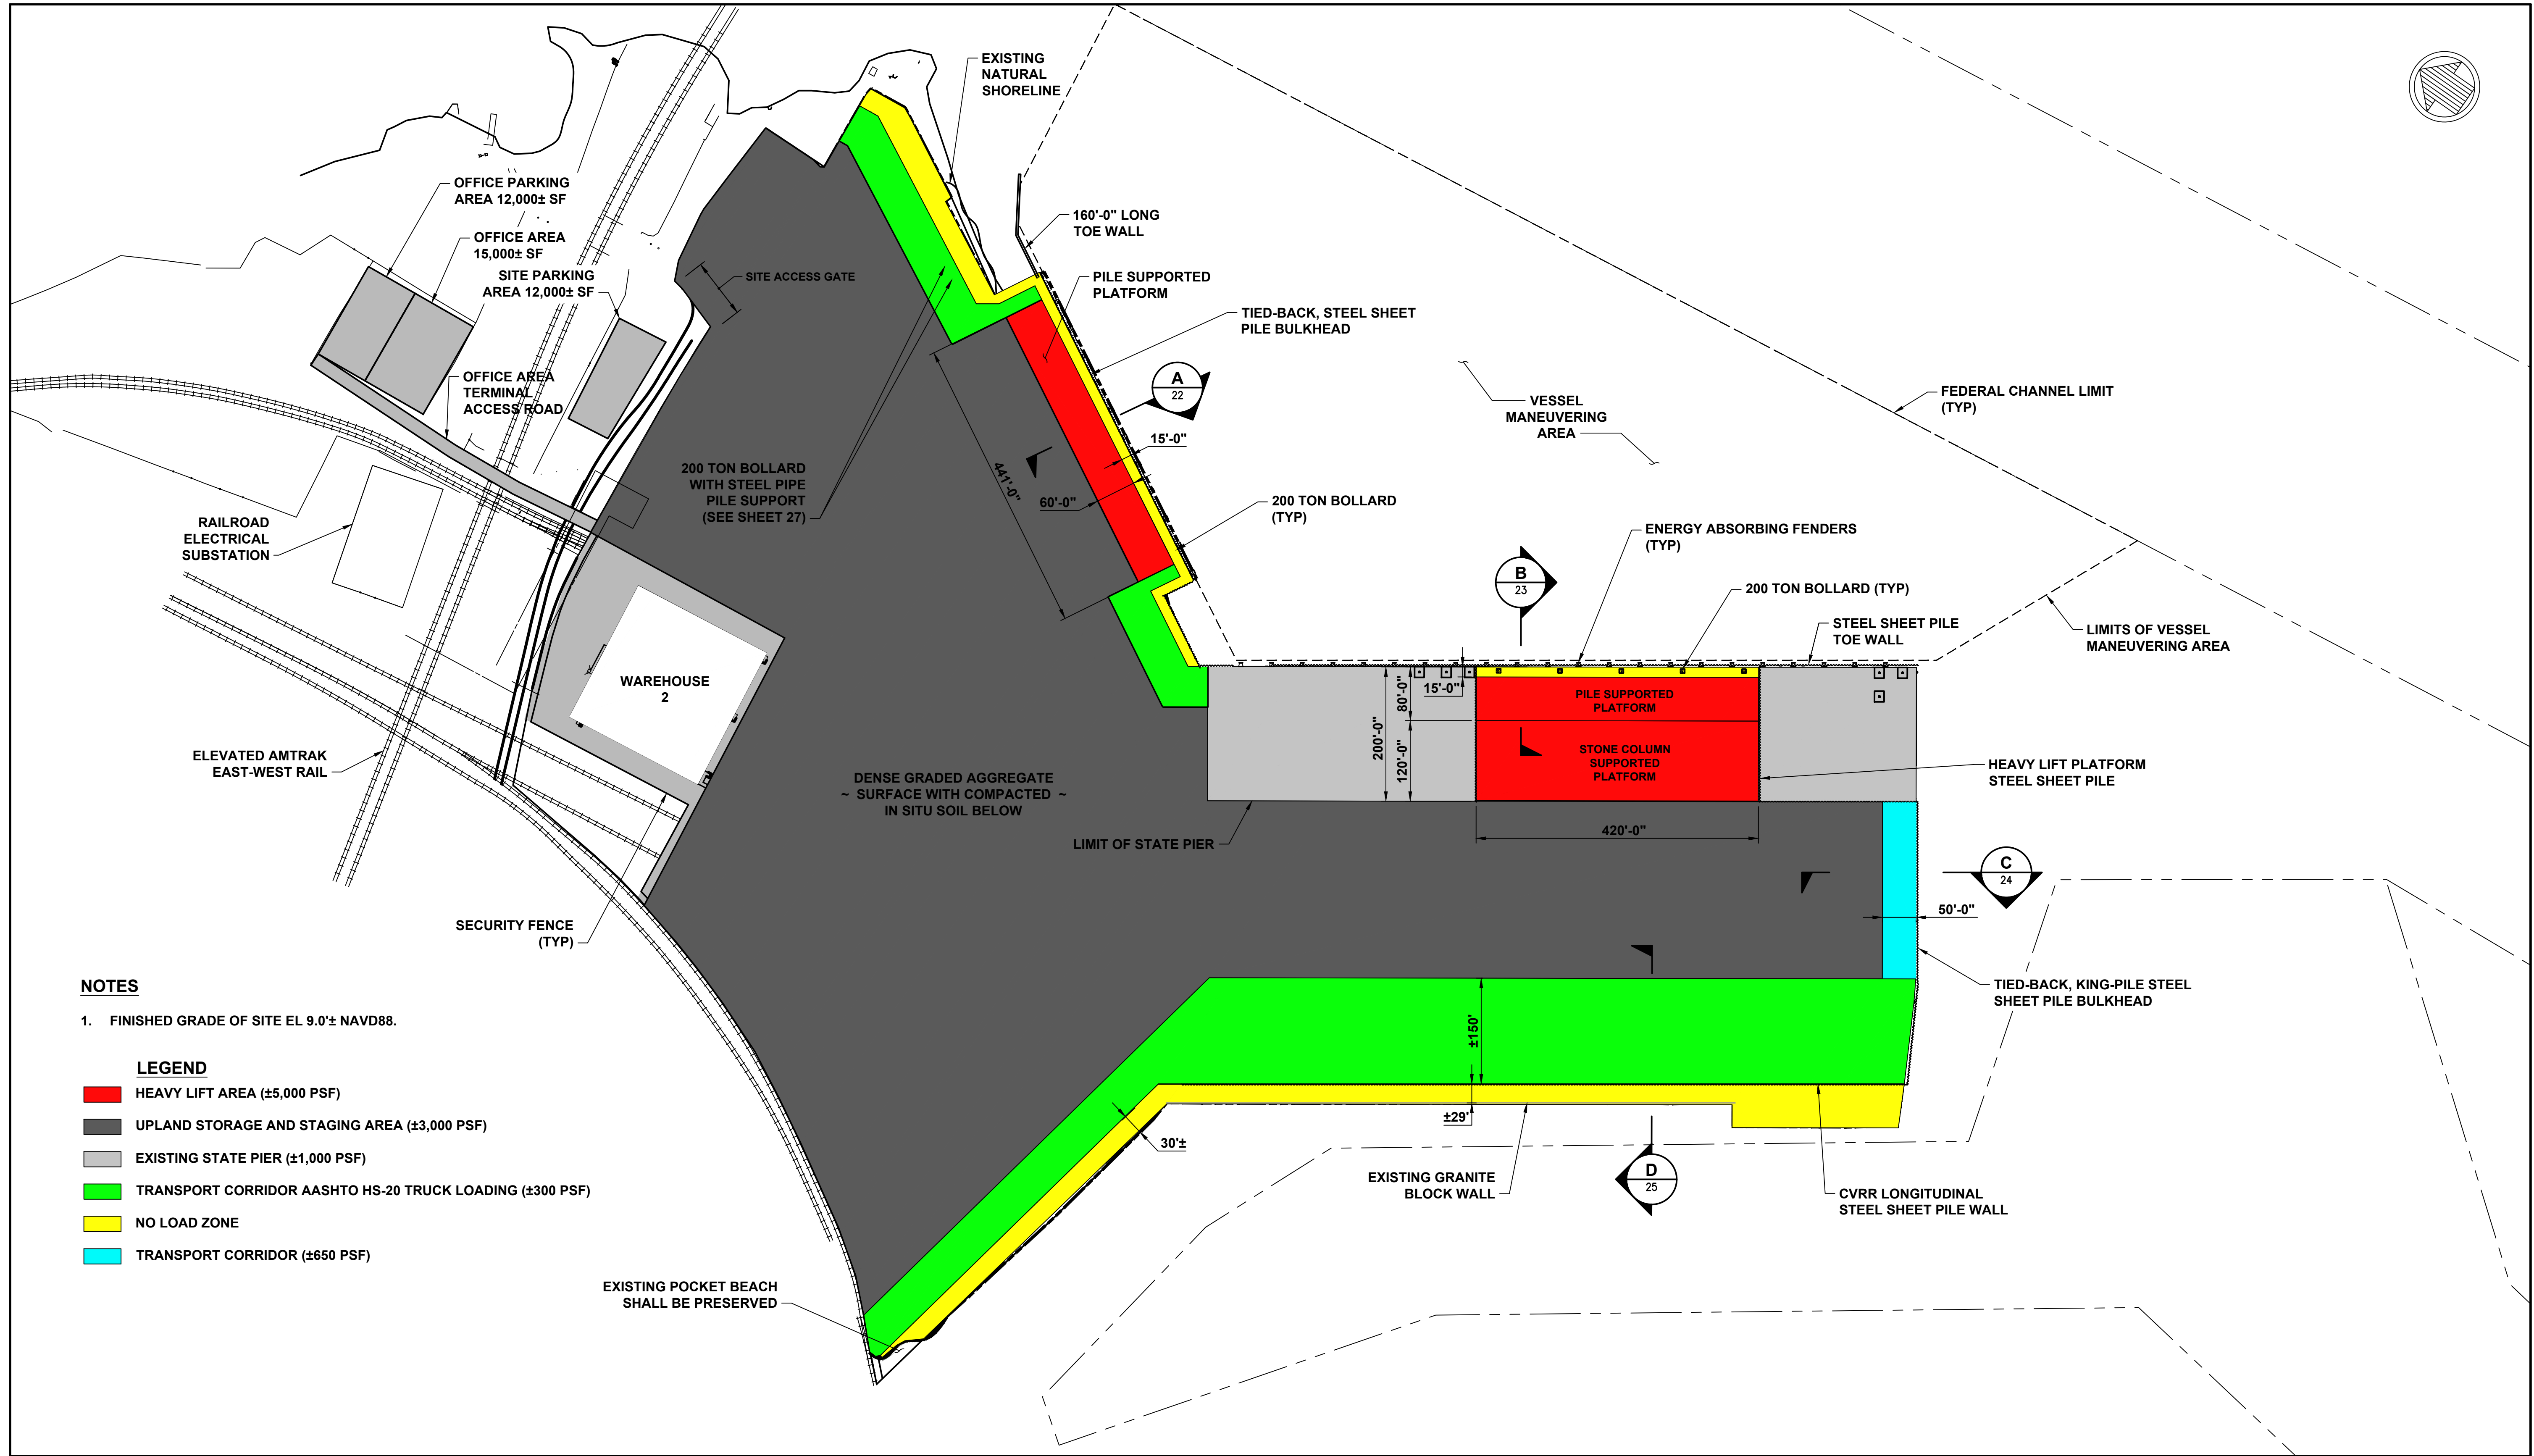 EXISTING
NATURAL
SHORELINE
OFFICE PARKING
AREA 12,000± SF
OFFICE AREA
15,000± SF
SITE PARKING
AREA 12,000± SF
SITE ACCESS GATE
160'-0" LONG
TOE WALL
PILE SUPPORTED
PLATFORM
TIED-BACK, STEEL SHEET
PILE BULKHEAD
A
22
OFFICE AREA
TERMINAL
ACCESS ROAD
VESSEL
MANEUVERING
AREA
FEDERAL CHANNEL LIMIT
(TYP)
15'-0"
441'-0"
60'-0"
200 TON BOLLARD
WITH STEEL PIPE
PILE SUPPORT
(SEE SHEET 27)
200 TON BOLLARD
(TYP)
RAILROAD
ELECTRICAL
SUBSTATION
ENERGY ABSORBING FENDERS
(TYP)
B
23
200 TON BOLLARD (TYP)
STEEL SHEET PILE
TOE WALL
LIMITS OF VESSEL
MANEUVERING AREA
WAREHOUSE
2
15'-0"
80'-0"
200'-0"
120'-0"
PILE SUPPORTED
PLATFORM
STONE COLUMN
SUPPORTED
PLATFORM
ELEVATED AMTRAK
EAST-WEST RAIL
HEAVY LIFT PLATFORM
STEEL SHEET PILE
DENSE GRADED AGGREGATE
~ SURFACE WITH COMPACTED ~
IN SITU SOIL BELOW
LIMIT OF STATE PIER
420'-0"
C
24
50'-0"
SECURITY FENCE
(TYP)
TIED-BACK, KING-PILE STEEL
SHEET PILE BULKHEAD
±150'
±29'
30'±
EXISTING GRANITE
BLOCK WALL
D
25
CVRR LONGITUDINAL
STEEL SHEET PILE WALL
EXISTING POCKET BEACH
SHALL BE PRESERVED
NOTES
1. FINISHED GRADE OF SITE EL 9.0'± NAVD88.
LEGEND
HEAVY LIFT AREA (±5,000 PSF)
UPLAND STORAGE AND STAGING AREA (±3,000 PSF)
EXISTING STATE PIER (±1,000 PSF)
TRANSPORT CORRIDOR AASHTO HS-20 TRUCK LOADING (±300 PSF)
NO LOAD ZONE
TRANSPORT CORRIDOR (±650 PSF)